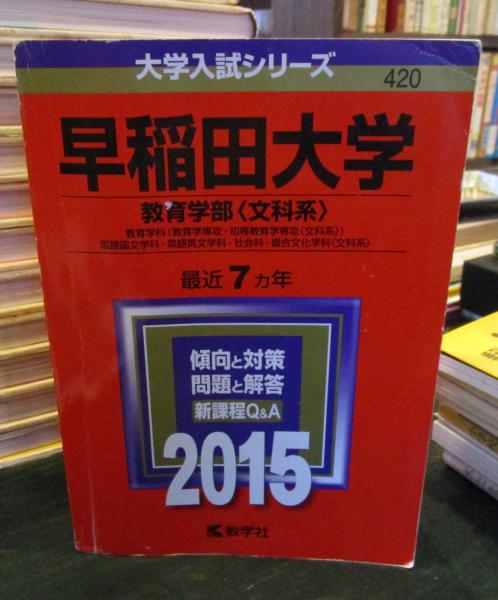 大学入試シリーズ
420
早稲田大学
教育学部〈文科系〉
教育学科(教育学専攻・初等教育学専攻〈文科系〉)
国語国文学科・英語英文学科・社会科・複合文化学科〈文科系〉
最近7カ年
傾向と対策
問題と解答
新課程Q&A
2015
教学社